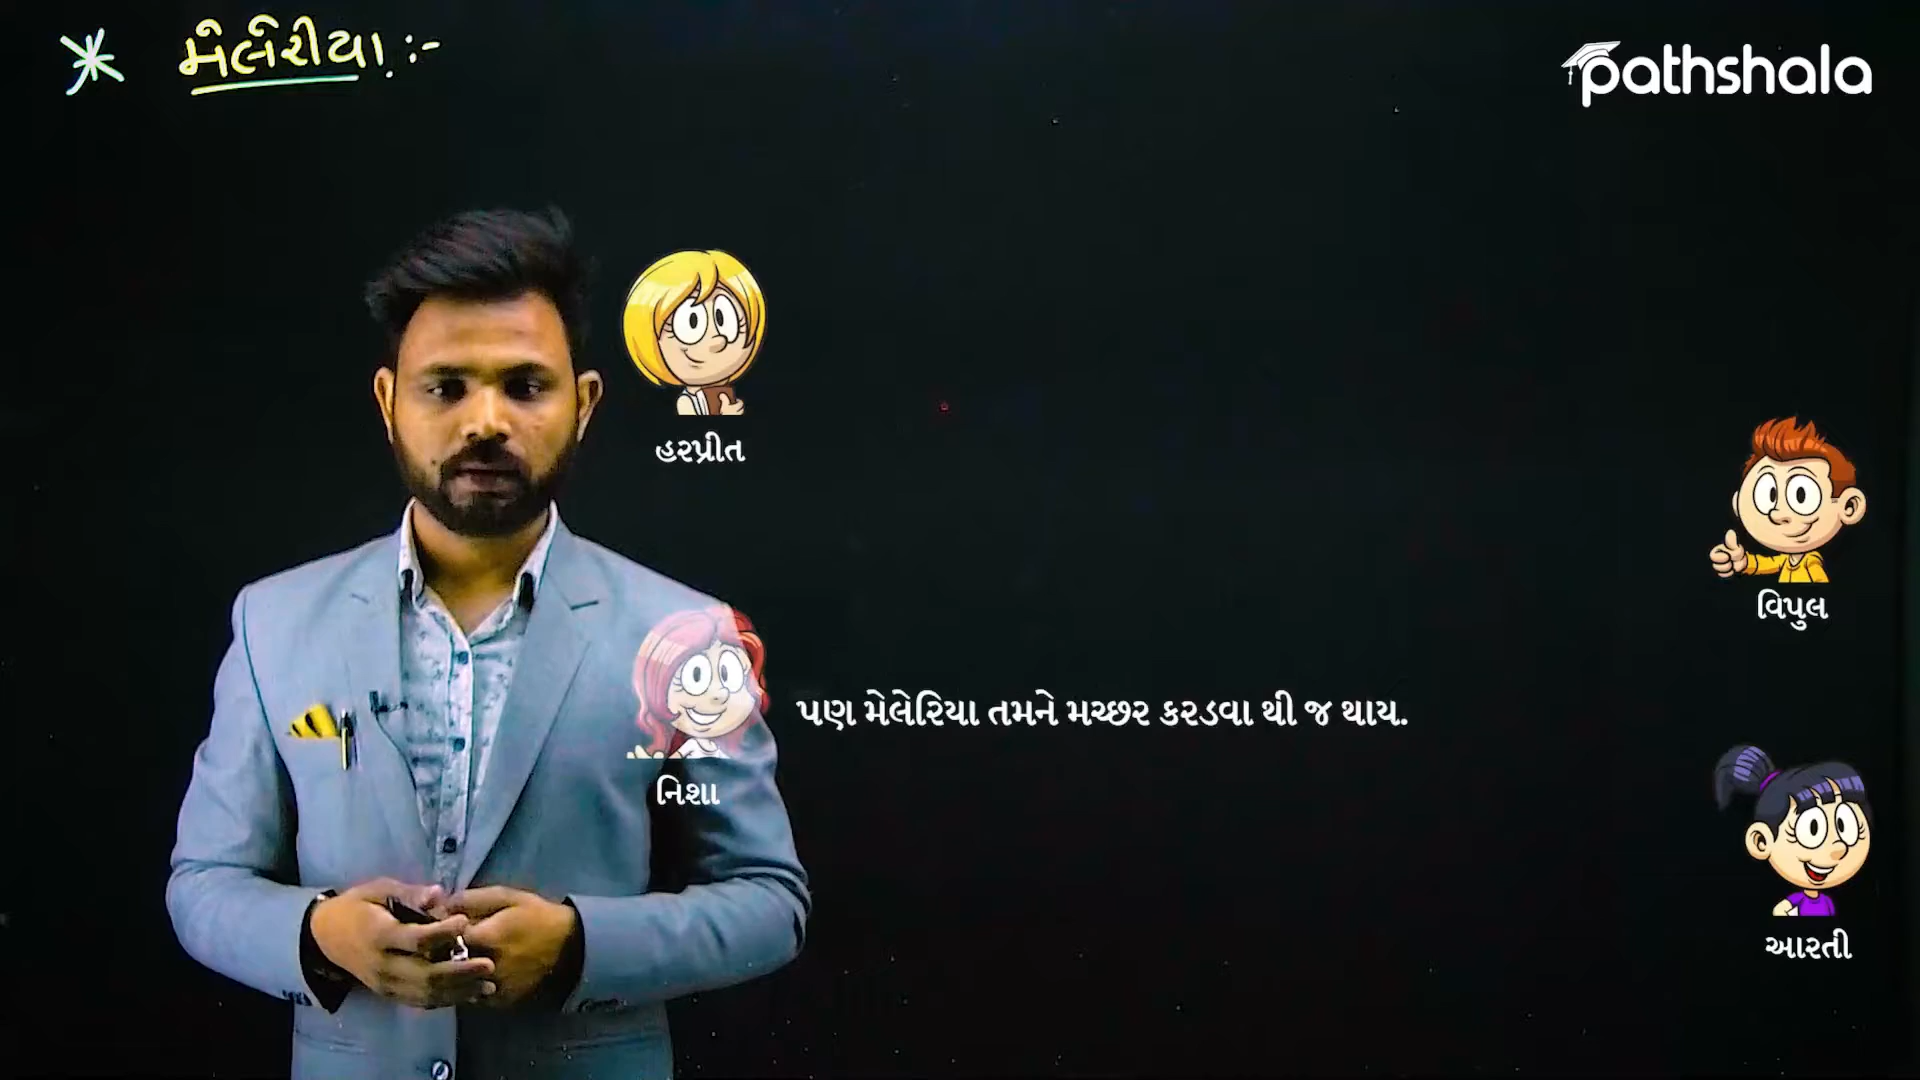 * મેલેરીયા :-
pathshala
હરપ્રીત
વિપુલ
પણ મેલેરિયા તમને મચ્છર કરડવા થી જ થાય.
નિશા
આરતી